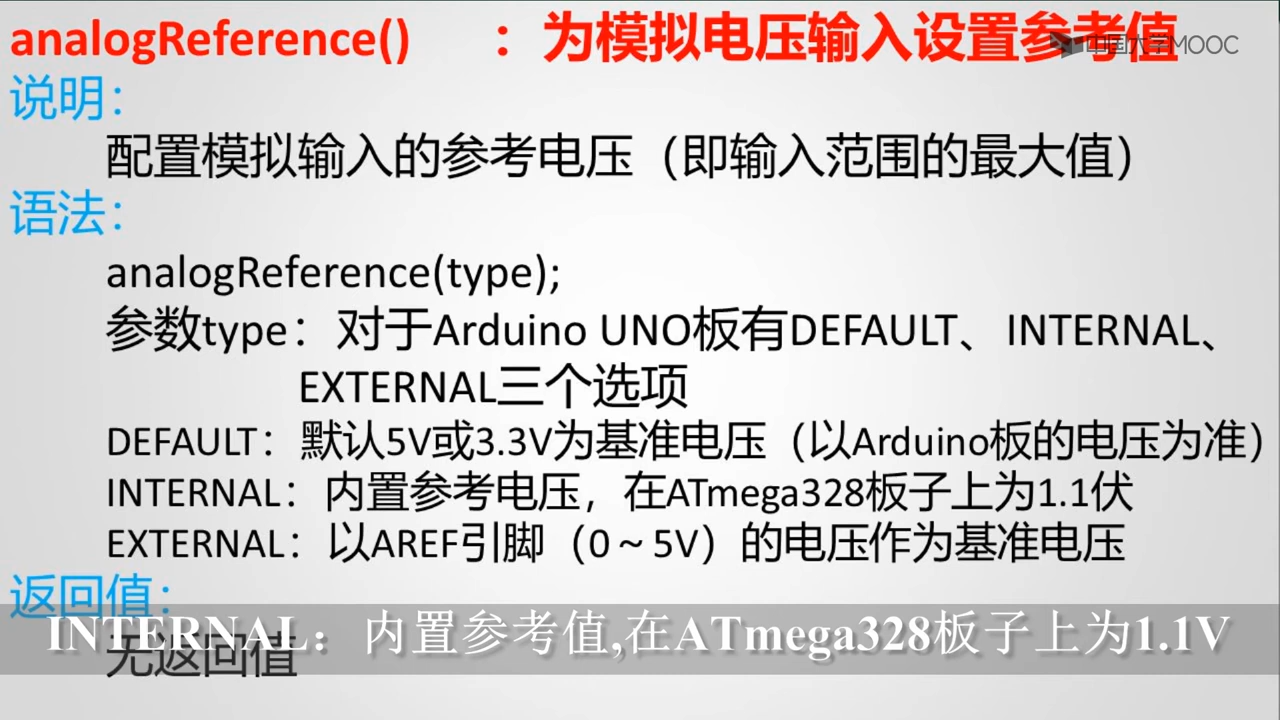 analogReference() ：为模拟电压输入设置参考值
中国大学MOOC
说明：
配置模拟输入的参考电压（即输入范围的最大值）
语法：
analogReference(type);
参数type：对于Arduino UNO板有DEFAULT、INTERNAL、
EXTERNAL三个选项
DEFAULT：默认5V或3.3V为基准电压（以Arduino板的电压为准）
INTERNAL：内置参考电压，在ATmega328板子上为1.1伏
EXTERNAL：以AREF引脚（0～5V）的电压作为基准电压
返回值：
INTERNAL：内置参考值,在ATmega328板子上为1.1V
无返回值